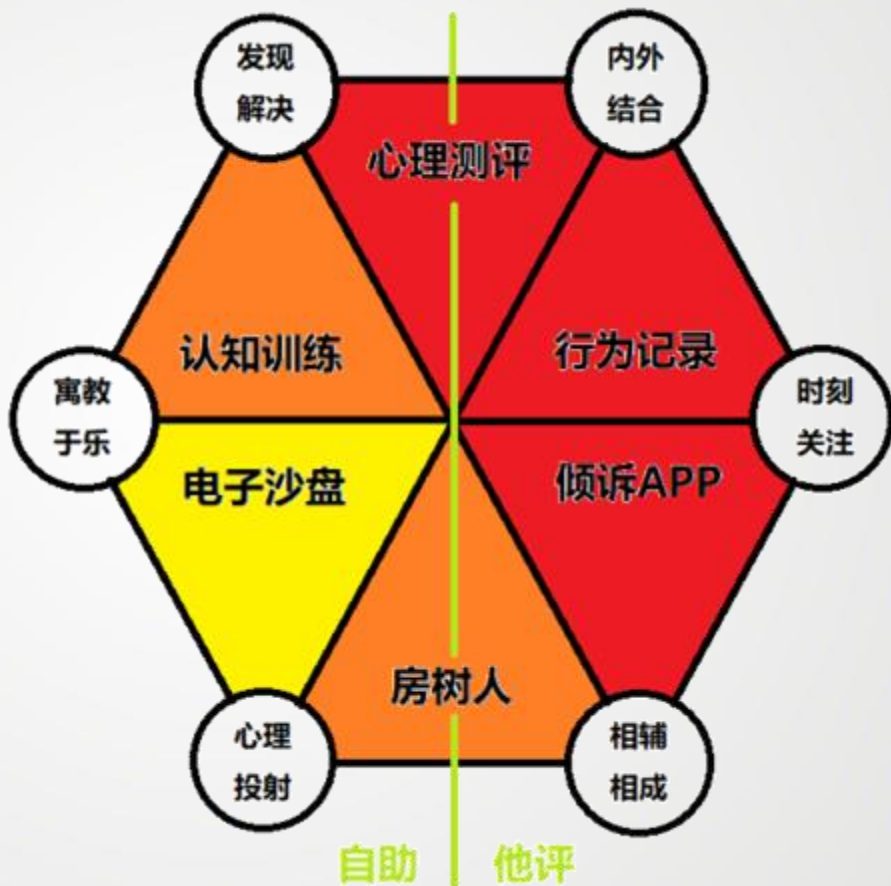 发现
解决
内外
结合
心理测评
认知训练
行为记录
寓教
于乐
时刻
关注
电子沙盘
倾诉APP
房树人
心理
投射
相辅
相成
自助
他评